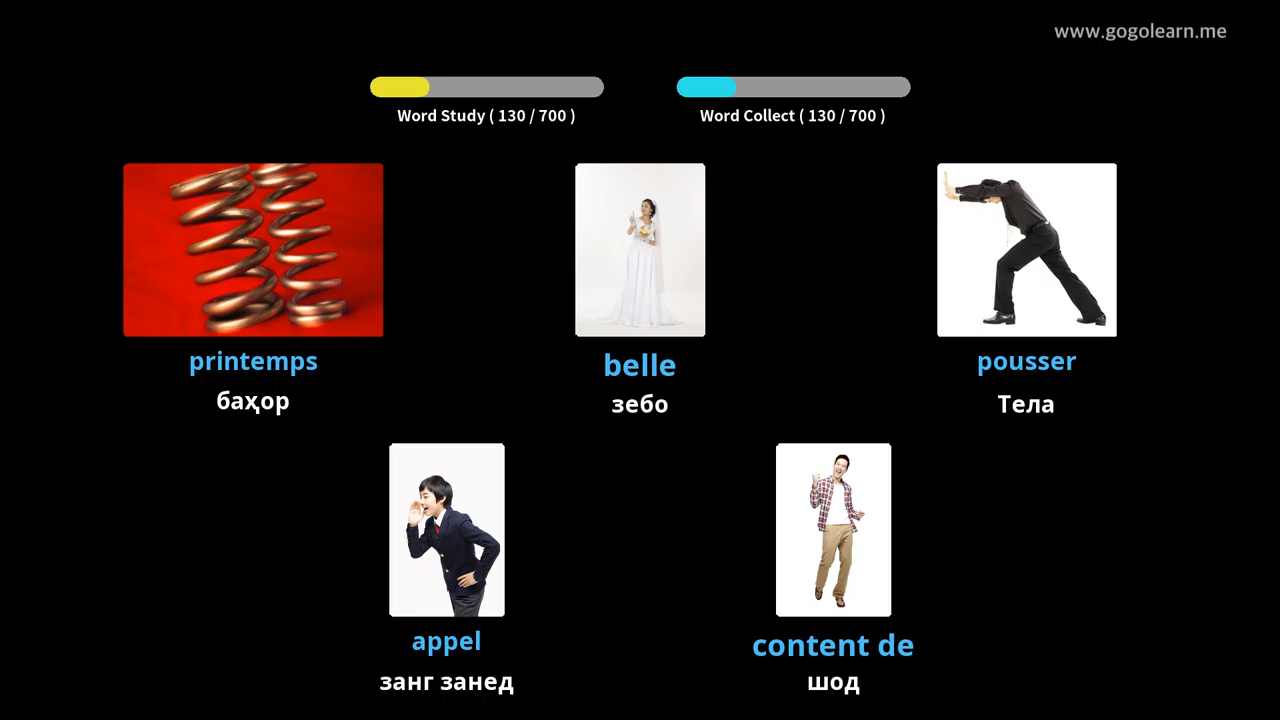 www.gogolearn.me
Word Study ( 130 / 700 )
Word Collect ( 130 / 700 )
printemps
баҳор
belle
зебо
pousser
Тела
appel
занг занед
content de
шод